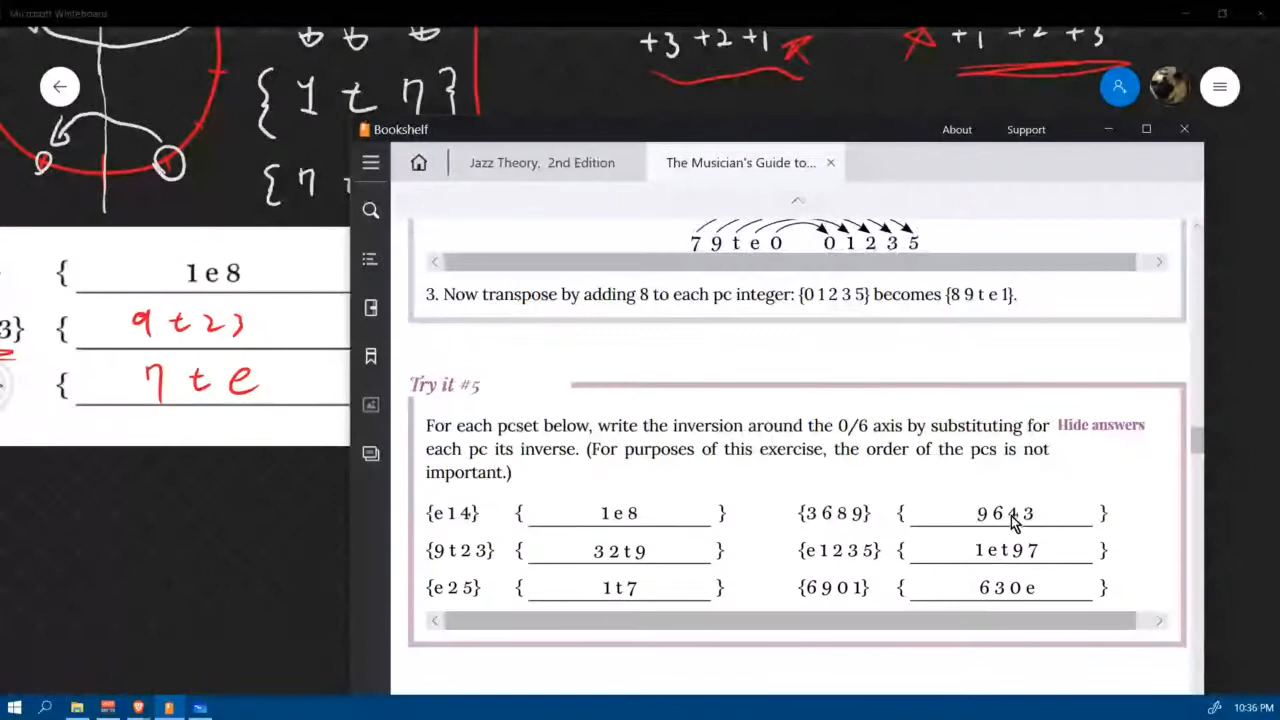 Microsoft Whiteboard
+3 +2 +1
+1 +2 +3
{ 1 t 7 }
{ 7
{ 1 e 8
3} { 9 t 2 3
{ 7 t e
Bookshelf
About Support
Jazz Theory, 2nd Edition
The Musician's Guide to...
7 9 t e 0 0 1 2 3 5
3. Now transpose by adding 8 to each pc integer: {0 1 2 3 5} becomes {8 9 t e 1}.
Try it #5
For each pcset below, write the inversion around the 0/6 axis by substituting for
each pc its inverse. (For purposes of this exercise, the order of the pcs is not
important.)
Hide answers
{e 1 4} { 1 e 8 } {3 6 8 9} { 9 6 4 3 }
{9 t 2 3} { 3 2 t 9 } {e 1 2 3 5} { 1 e t 9 7 }
{e 2 5} { 1 t 7 } {6 9 0 1} { 6 3 0 e }
10:36 PM